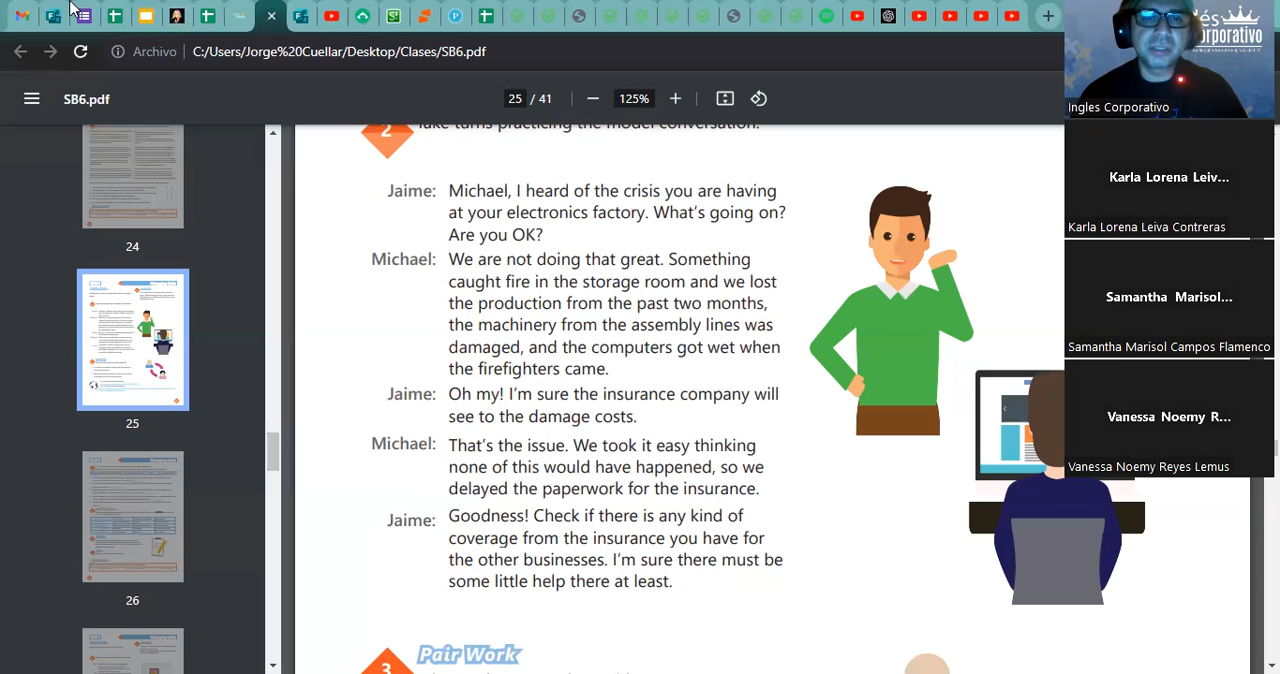 Archivo
C:/Users/Jorge%20Cuellar/Desktop/Clases/SB6.pdf
SB6.pdf
25 / 41
125%
24
25
26
2
take turns practicing the model conversation.
Jaime: Michael, I heard of the crisis you are having
at your electronics factory. What's going on?
Are you OK?
Michael: We are not doing that great. Something
caught fire in the storage room and we lost
the production from the past two months,
the machinery from the assembly lines was
damaged, and the computers got wet when
the firefighters came.
Jaime: Oh my! I'm sure the insurance company will
see to the damage costs.
Michael: That's the issue. We took it easy thinking
none of this would have happened, so we
delayed the paperwork for the insurance.
Jaime: Goodness! Check if there is any kind of
coverage from the insurance you have for
the other businesses. I'm sure there must be
some little help there at least.
3
Pair Work
Ingles Corporativo
Karla Lorena Leiv...
Karla Lorena Leiva Contreras
Samantha Marisol...
Samantha Marisol Campos Flamenco
Vanessa Noemy R...
Vanessa Noemy Reyes Lemus